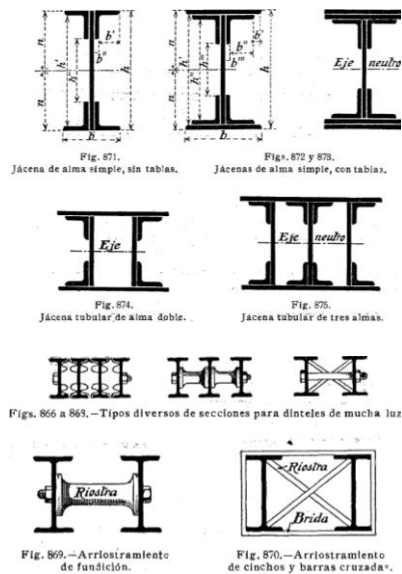 n
n
h'
h
b"
b'
b
n
n
h'''
h"
h'
b'
b"
b'''
h
b
Eje neutro
Fig. 871.
Jácena de alma simple, sin tablas.
Figs. 872 y 873.
Jácenas de alma simple, con tablas.
Eje
Eje neutro
Fig. 874.
Jácena tubular de alma doble.
Fig. 875.
Jácena tubular de tres almas.
Figs. 866 a 868.—Tipos diversos de secciones para dinteles de mucha luz
Riostra
Riostra
Brida
Fig. 869.—Arriostramiento
de fundición.
Fig. 870.—Arriostramiento
de cinchos y barras cruzadas.